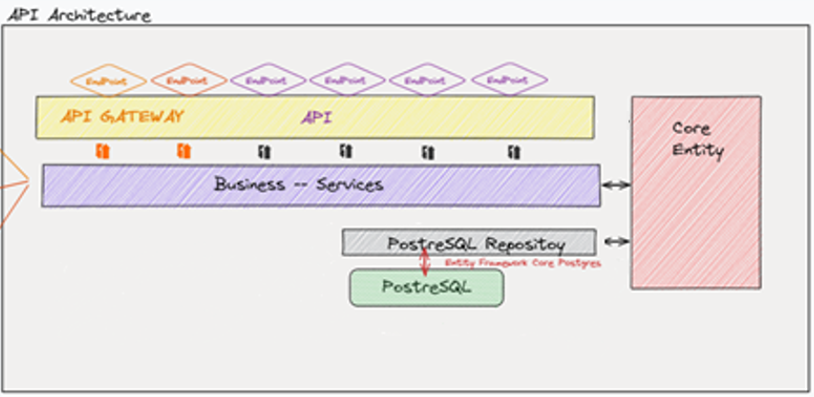 API Architecture
EndPoint EndPoint EndPoint EndPoint EndPoint EndPoint
API GATEWAY API
Core
Entity
Business -- Services
PostreSQL Repositoy
Entity Framework Core Postgres
PostreSQL